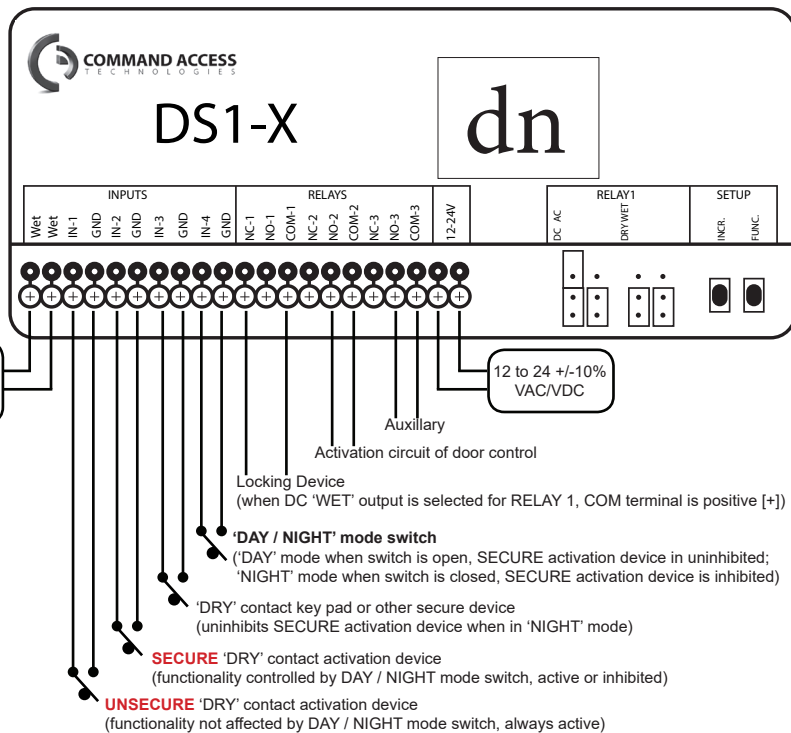 COMMAND ACCESS
TECHNOLOGIES
DS1-X
dn
INPUTS
RELAYS
RELAY1
SETUP
Wet
Wet
IN-1
GND
IN-2
GND
IN-3
GND
IN-4
GND
NC-1
NO-1
COM-1
NC-2
NO-2
COM-2
NC-3
NO-3
COM-3
12-24V
DC AC
DRY WET
INCR.
FUNC.
12 to 24 +/-10%
VAC/VDC
Auxillary
Activation circuit of door control
Locking Device
(when DC 'WET' output is selected for RELAY 1, COM terminal is positive [+])
'DAY / NIGHT' mode switch
('DAY' mode when switch is open, SECURE activation device in uninhibited;
'NIGHT' mode when switch is closed, SECURE activation device is inhibited)
'DRY' contact key pad or other secure device
(uninhibits SECURE activation device when in 'NIGHT' mode)
SECURE 'DRY' contact activation device
(functionality controlled by DAY / NIGHT mode switch, active or inhibited)
UNSECURE 'DRY' contact activation device
(functionality not affected by DAY / NIGHT mode switch, always active)